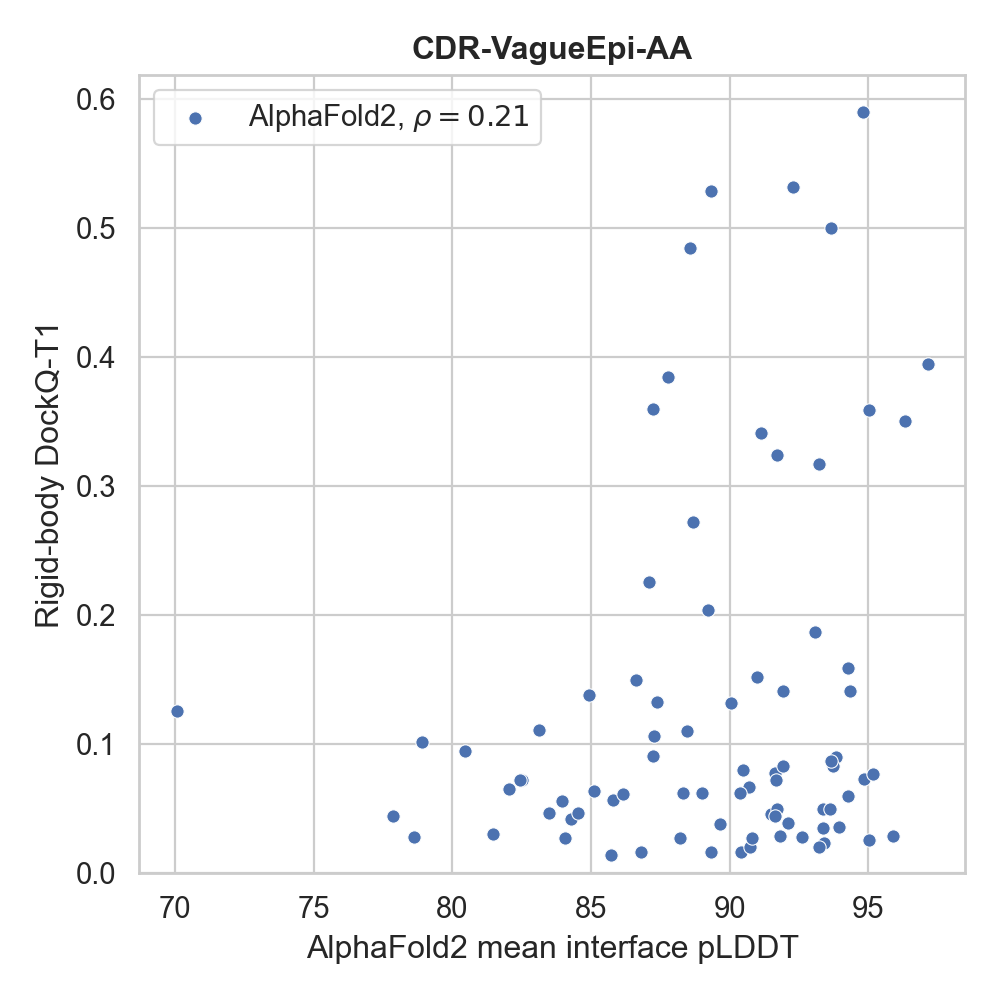 CDR-VagueEpi-AA
AlphaFold2, ρ = 0.21
Rigid-body DockQ-T1
0.6
0.5
0.4
0.3
0.2
0.1
0.0
70 75 80 85 90 95
AlphaFold2 mean interface pLDDT